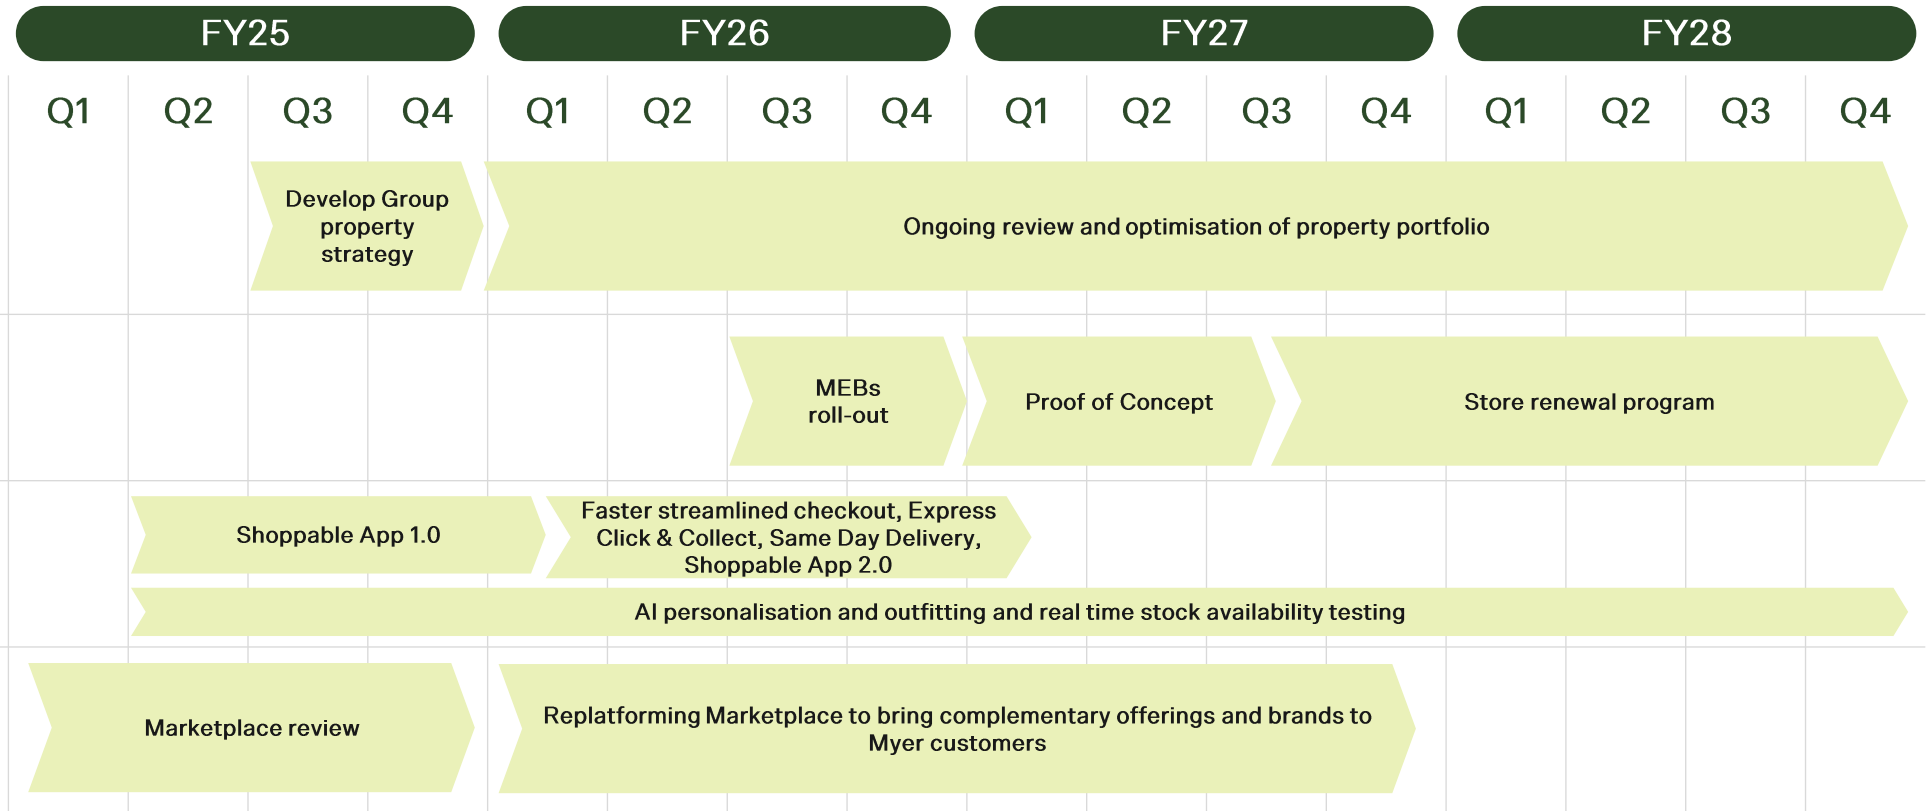 FY25 FY26 FY27 FY28
Q1 Q2 Q3 Q4 Q1 Q2 Q3 Q4 Q1 Q2 Q3 Q4 Q1 Q2 Q3 Q4
Develop Group
property
strategy
Ongoing review and optimisation of property portfolio
MEBs
roll-out
Proof of Concept
Store renewal program
Shoppable App 1.0
Faster streamlined checkout, Express
Click & Collect, Same Day Delivery,
Shoppable App 2.0
AI personalisation and outfitting and real time stock availability testing
Marketplace review
Replatforming Marketplace to bring complementary offerings and brands to
Myer customers